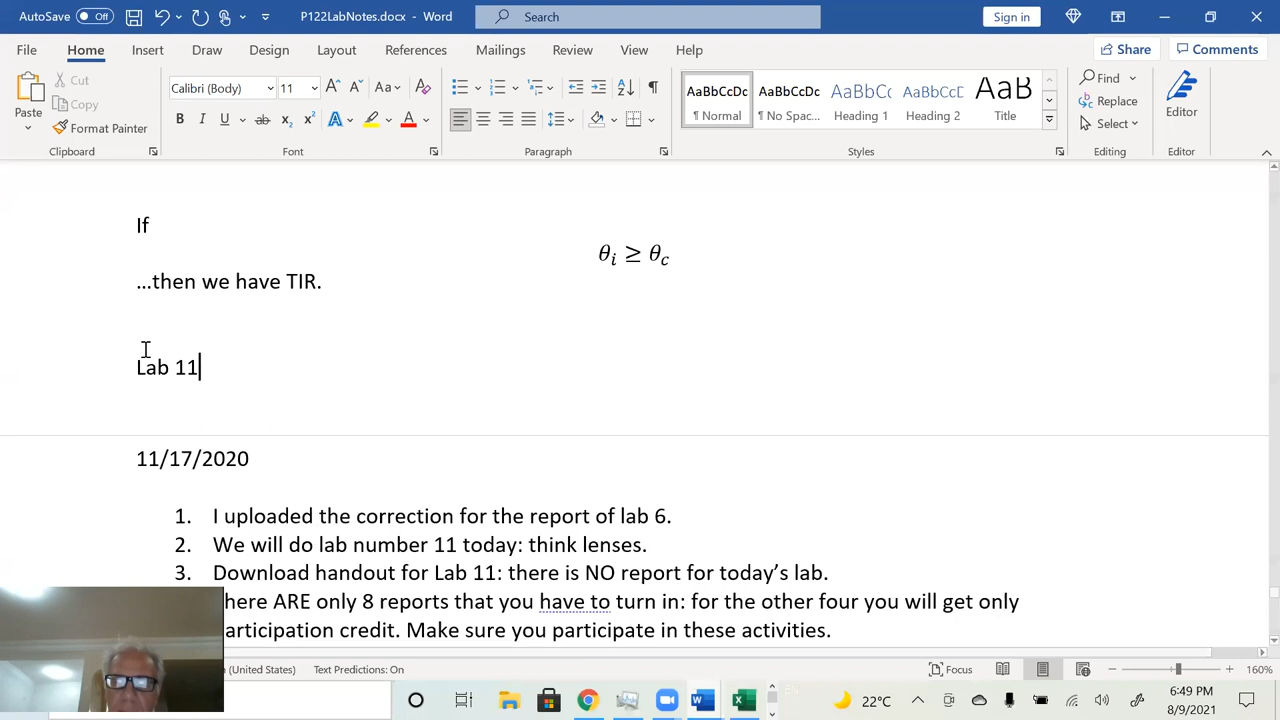 AutoSave Off P122LabNotes.docx - Word Search Sign in
File Home Insert Draw Design Layout References Mailings Review View Help Share Comments
Paste Cut Copy Format Painter
Calibri (Body) 11
AaBbCcDc AaBbCcDc AaBbCc AaBbCcD AaB
¶ Normal ¶ No Spac... Heading 1 Heading 2 Title
Find Replace Select Editor
Clipboard Font Paragraph Styles Editing Editor
If
θi ≥ θc
...then we have TIR.
Lab 11
11/17/2020
1. I uploaded the correction for the report of lab 6.
2. We will do lab number 11 today: think lenses.
3. Download handout for Lab 11: there is NO report for today's lab.
here ARE only 8 reports that you have to turn in: for the other four you will get only
articipation credit. Make sure you participate in these activities.
(United States) Text Predictions: On Focus 160%
22°C 6:49 PM
8/9/2021